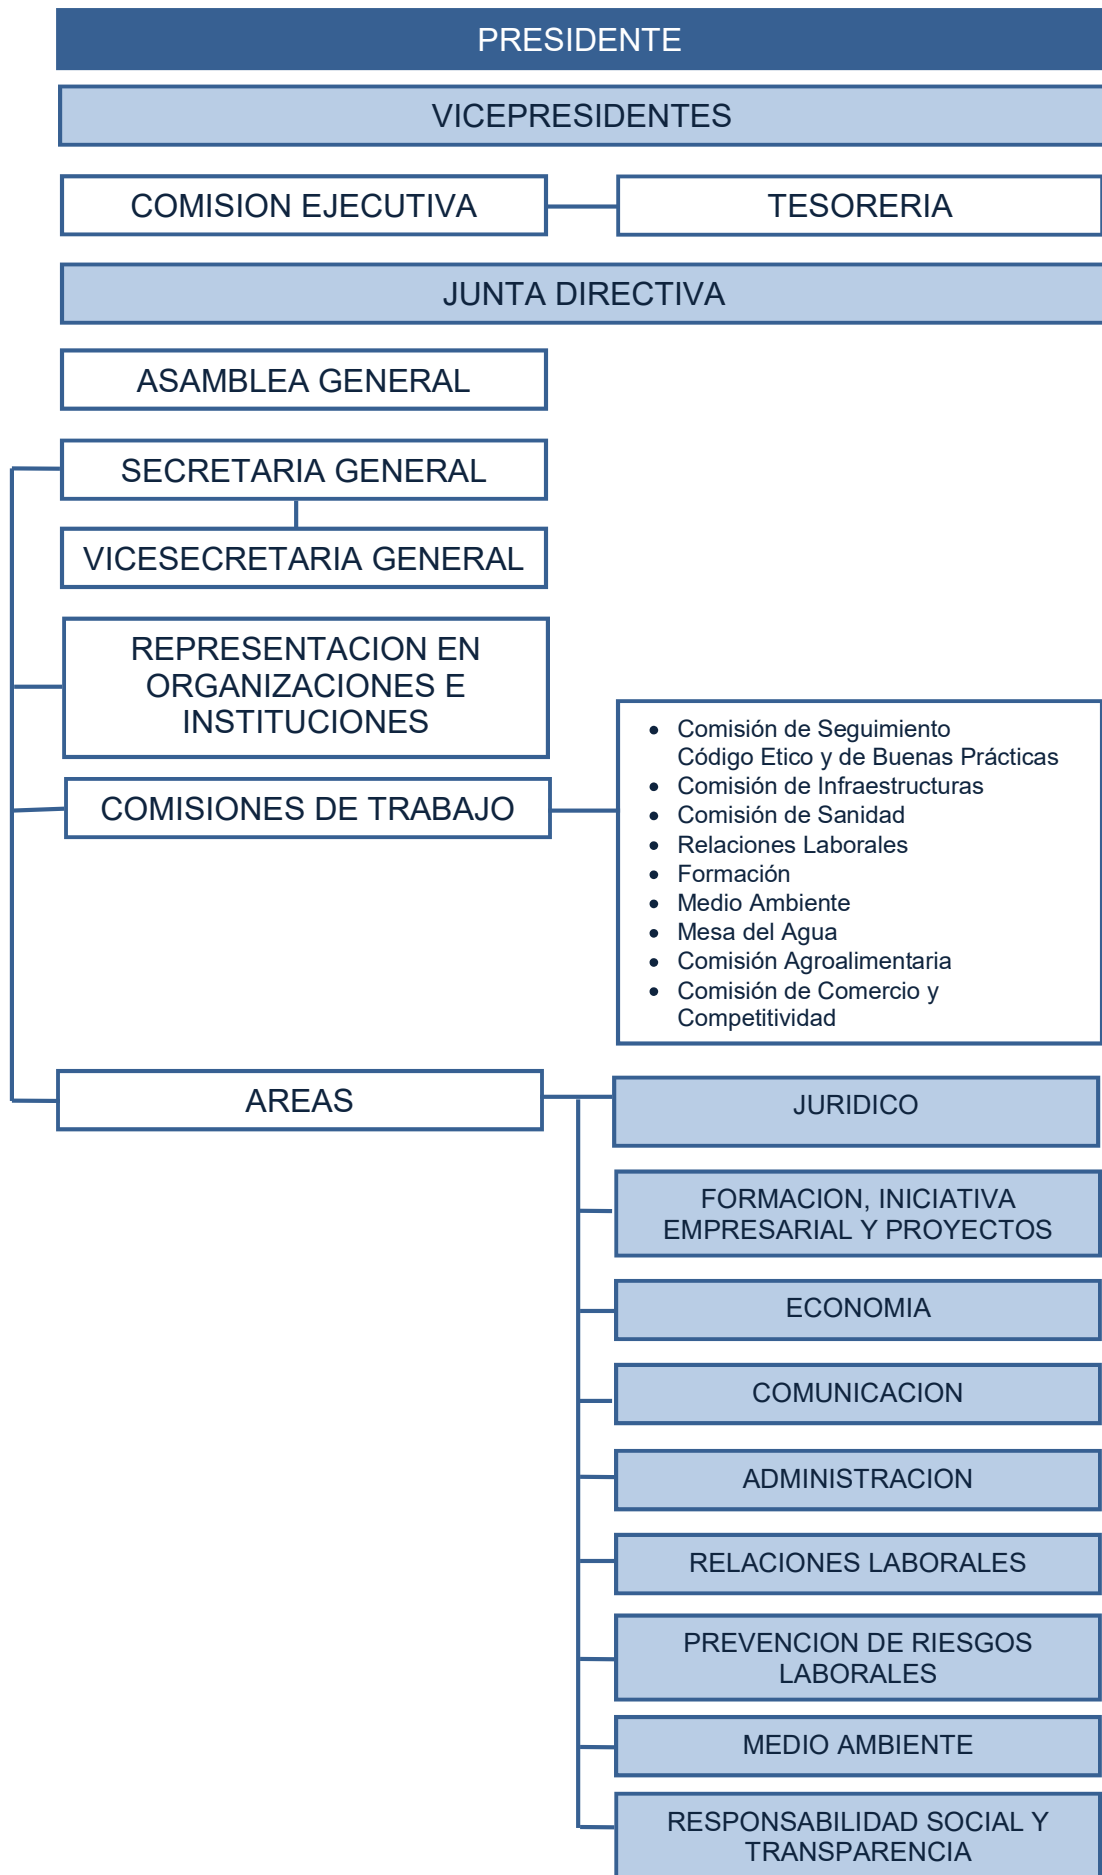 PRESIDENTE
VICEPRESIDENTES
COMISION EJECUTIVA
TESORERIA
JUNTA DIRECTIVA
ASAMBLEA GENERAL
SECRETARIA GENERAL
VICESECRETARIA GENERAL
REPRESENTACION EN
ORGANIZACIONES E
INSTITUCIONES
COMISIONES DE TRABAJO
• Comisión de Seguimiento
Código Etico y de Buenas Prácticas
• Comisión de Infraestructuras
• Comisión de Sanidad
• Relaciones Laborales
• Formación
• Medio Ambiente
• Mesa del Agua
• Comisión Agroalimentaria
• Comisión de Comercio y
Competitividad
AREAS
JURIDICO
FORMACION, INICIATIVA
EMPRESARIAL Y PROYECTOS
ECONOMIA
COMUNICACION
ADMINISTRACION
RELACIONES LABORALES
PREVENCION DE RIESGOS
LABORALES
MEDIO AMBIENTE
RESPONSABILIDAD SOCIAL Y
TRANSPARENCIA